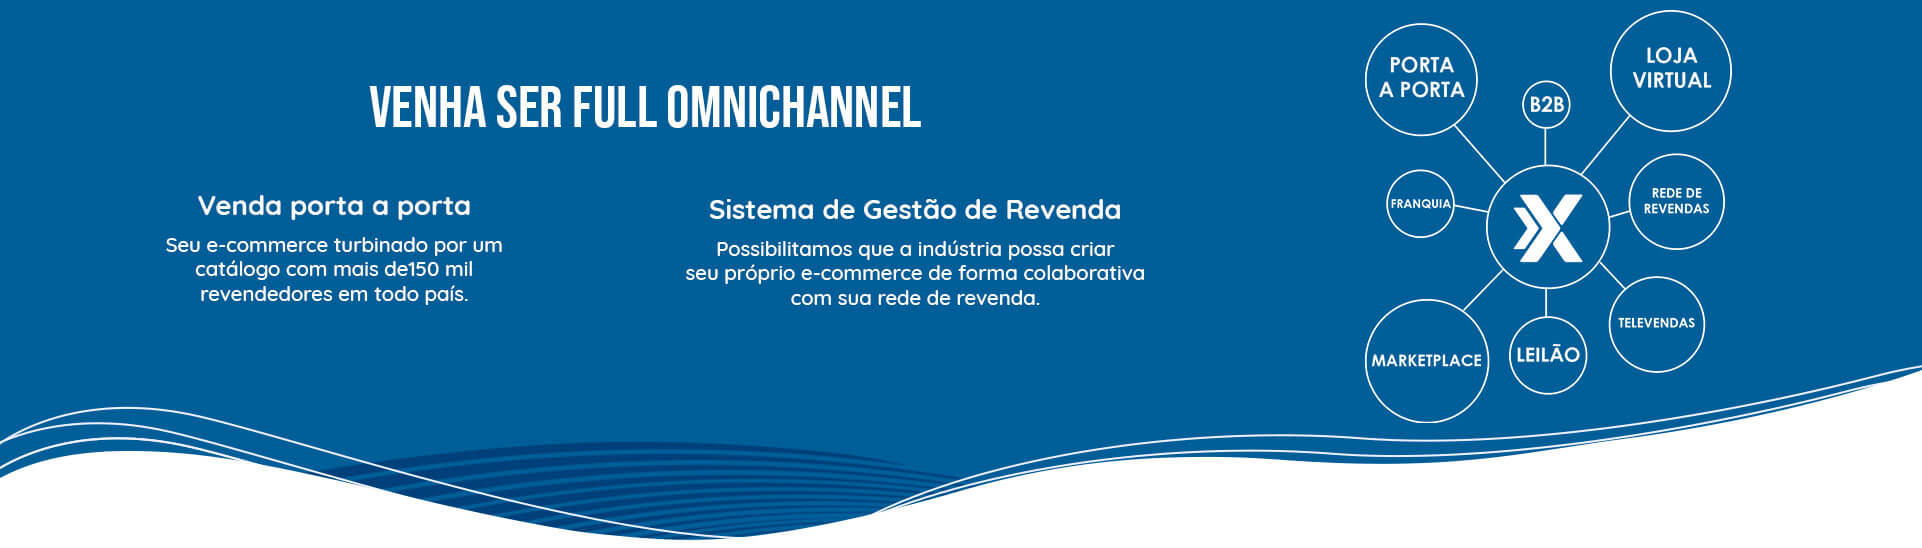 VENHA SER FULL OMNICHANNEL
Venda porta a porta
Seu e-commerce turbinado por um
catálogo com mais de150 mil
revendedores em todo país.
Sistema de Gestão de Revenda
Possibilitamos que a indústria possa criar
seu próprio e-commerce de forma colaborativa
com sua rede de revenda.
PORTA
A PORTA
B2B
LOJA
VIRTUAL
FRANQUIA
REDE DE
REVENDAS
MARKETPLACE
LEILÃO
TELEVENDAS